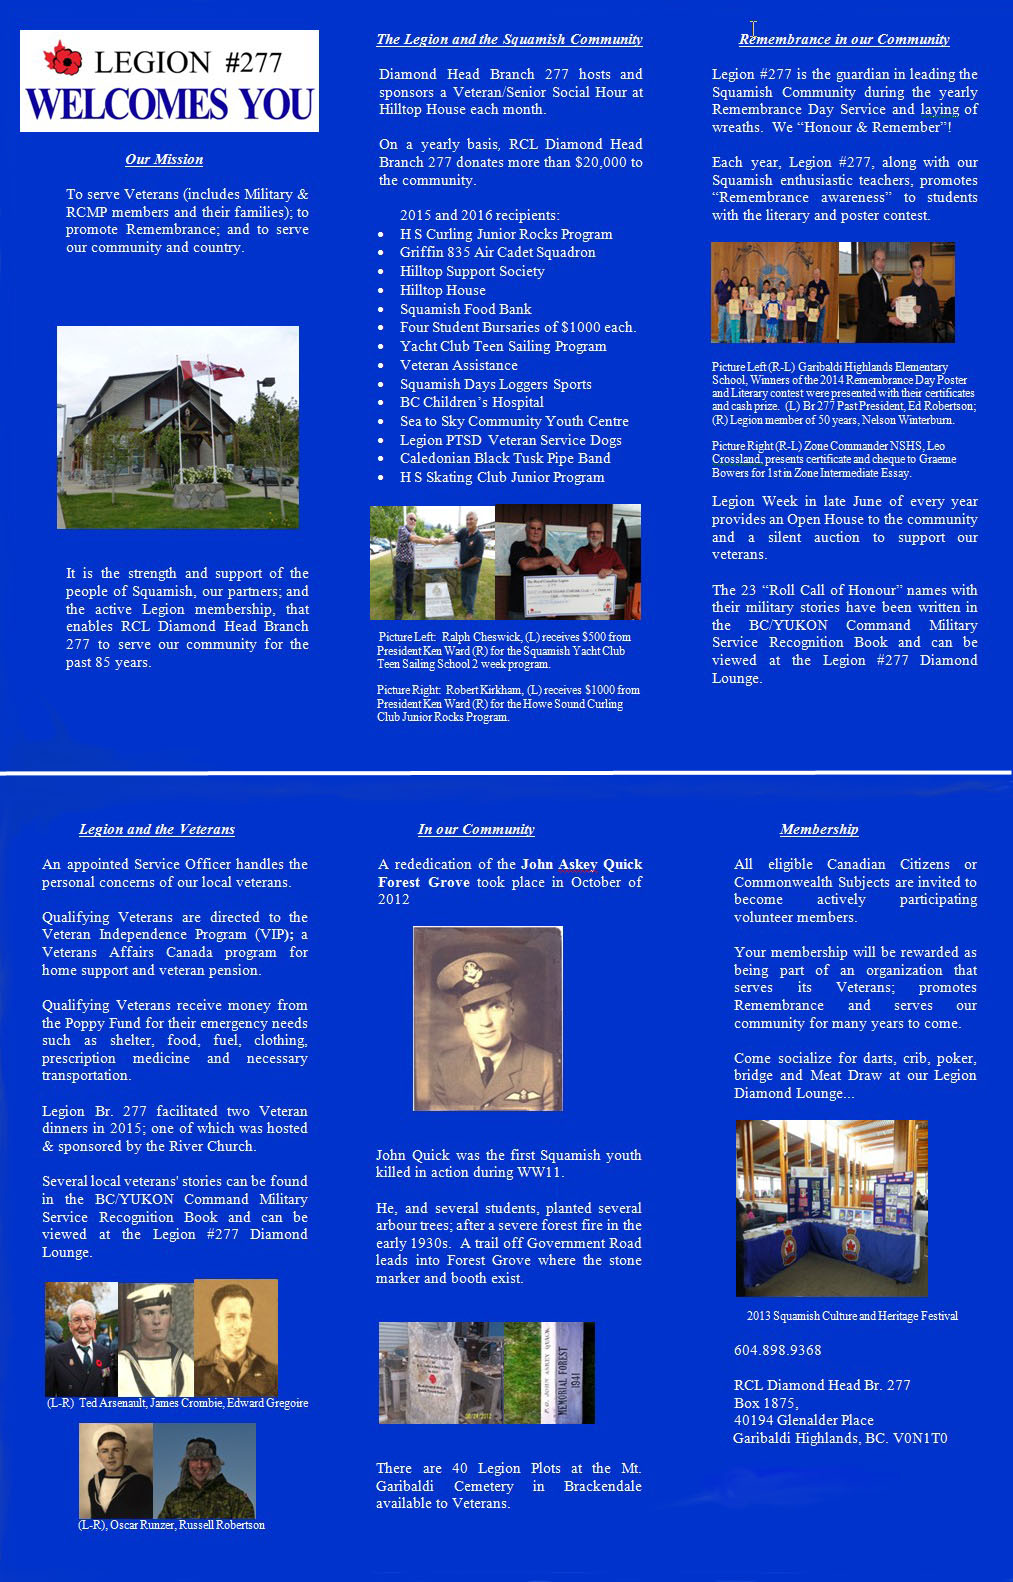 LEGION #277
WELCOMES YOU
Our Mission
To serve Veterans (includes Military &
RCMP members and their families); to
promote Remembrance; and to serve
our community and country.
It is the strength and support of the
people of Squamish, our partners; and
the active Legion membership, that
enables RCL Diamond Head Branch
277 to serve our community for the
past 85 years.
The Legion and the Squamish Community
Diamond Head Branch 277 hosts and
sponsors a Veteran/Senior Social Hour at
Hilltop House each month.
On a yearly basis, RCL Diamond Head
Branch 277 donates more than $20,000 to
the community.
2015 and 2016 recipients:
• H S Curling Junior Rocks Program
• Griffin 835 Air Cadet Squadron
• Hilltop Support Society
• Hilltop House
• Squamish Food Bank
• Four Student Bursaries of $1000 each.
• Yacht Club Teen Sailing Program
• Veteran Assistance
• Squamish Days Loggers Sports
• BC Children's Hospital
• Sea to Sky Community Youth Centre
• Legion PTSD Veteran Service Dogs
• Caledonian Black Tusk Pipe Band
• H S Skating Club Junior Program
Picture Left: Ralph Cheswick, (L) receives $500 from
President Ken Ward (R) for the Squamish Yacht Club
Teen Sailing School 2 week program.
Picture Right: Robert Kirkham, (L) receives $1000 from
President Ken Ward (R) for the Howe Sound Curling
Club Junior Rocks Program.
Remembrance in our Community
Legion #277 is the guardian in leading the
Squamish Community during the yearly
Remembrance Day Service and laying of
wreaths. We “Honour & Remember”!
Each year, Legion #277, along with our
Squamish enthusiastic teachers, promotes
“Remembrance awareness” to students
with the literary and poster contest.
Picture Left (R-L) Garibaldi Highlands Elementary
School, Winners of the 2014 Remembrance Day Poster
and Literary contest were presented with their certificates
and cash prize. (L) Br 277 Past President, Ed Robertson;
(R) Legion member of 50 years, Nelson Winterburn.
Picture Right (R-L) Zone Commander NSHS, Leo
Crossland, presents certificate and cheque to Graeme
Bowers for 1st in Zone Intermediate Essay.
Legion Week in late June of every year
provides an Open House to the community
and a silent auction to support our
veterans.
The 23 “Roll Call of Honour” names with
their military stories have been written in
the BC/YUKON Command Military
Service Recognition Book and can be
viewed at the Legion #277 Diamond
Lounge.
Legion and the Veterans
An appointed Service Officer handles the
personal concerns of our local veterans.
Qualifying Veterans are directed to the
Veteran Independence Program (VIP); a
Veterans Affairs Canada program for
home support and veteran pension.
Qualifying Veterans receive money from
the Poppy Fund for their emergency needs
such as shelter, food, fuel, clothing,
prescription medicine and necessary
transportation.
Legion Br. 277 facilitated two Veteran
dinners in 2015; one of which was hosted
& sponsored by the River Church.
Several local veterans' stories can be found
in the BC/YUKON Command Military
Service Recognition Book and can be
viewed at the Legion #277 Diamond
Lounge.
(L-R) Ted Arsenault, James Crombie, Edward Gregoire
(L-R), Oscar Runzer, Russell Robertson
In our Community
A rededication of the John Askey Quick
Forest Grove took place in October of
2012
John Quick was the first Squamish youth
killed in action during WW11.
He, and several students, planted several
arbour trees; after a severe forest fire in the
early 1930s. A trail off Government Road
leads into Forest Grove where the stone
marker and booth exist.
P.O. JOHN ASKEY QUICK
MEMORIAL FOREST
1941
There are 40 Legion Plots at the Mt.
Garibaldi Cemetery in Brackendale
available to Veterans.
Membership
All eligible Canadian Citizens or
Commonwealth Subjects are invited to
become actively participating
volunteer members.
Your membership will be rewarded as
being part of an organization that
serves its Veterans; promotes
Remembrance and serves our
community for many years to come.
Come socialize for darts, crib, poker,
bridge and Meat Draw at our Legion
Diamond Lounge...
2013 Squamish Culture and Heritage Festival
604.898.9368
RCL Diamond Head Br. 277
Box 1875,
40194 Glenalder Place
Garibaldi Highlands, BC. V0N1T0